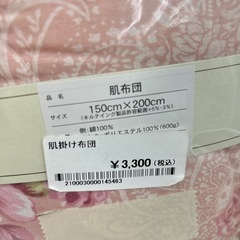 品名
肌布団
サイズ
150cm×200cm
(キルティング製品許容範囲+5%-3%)
側:綿100%
ポリエステル100%(600g)
肌掛け布団
¥3,300(税込)
2100030000145463